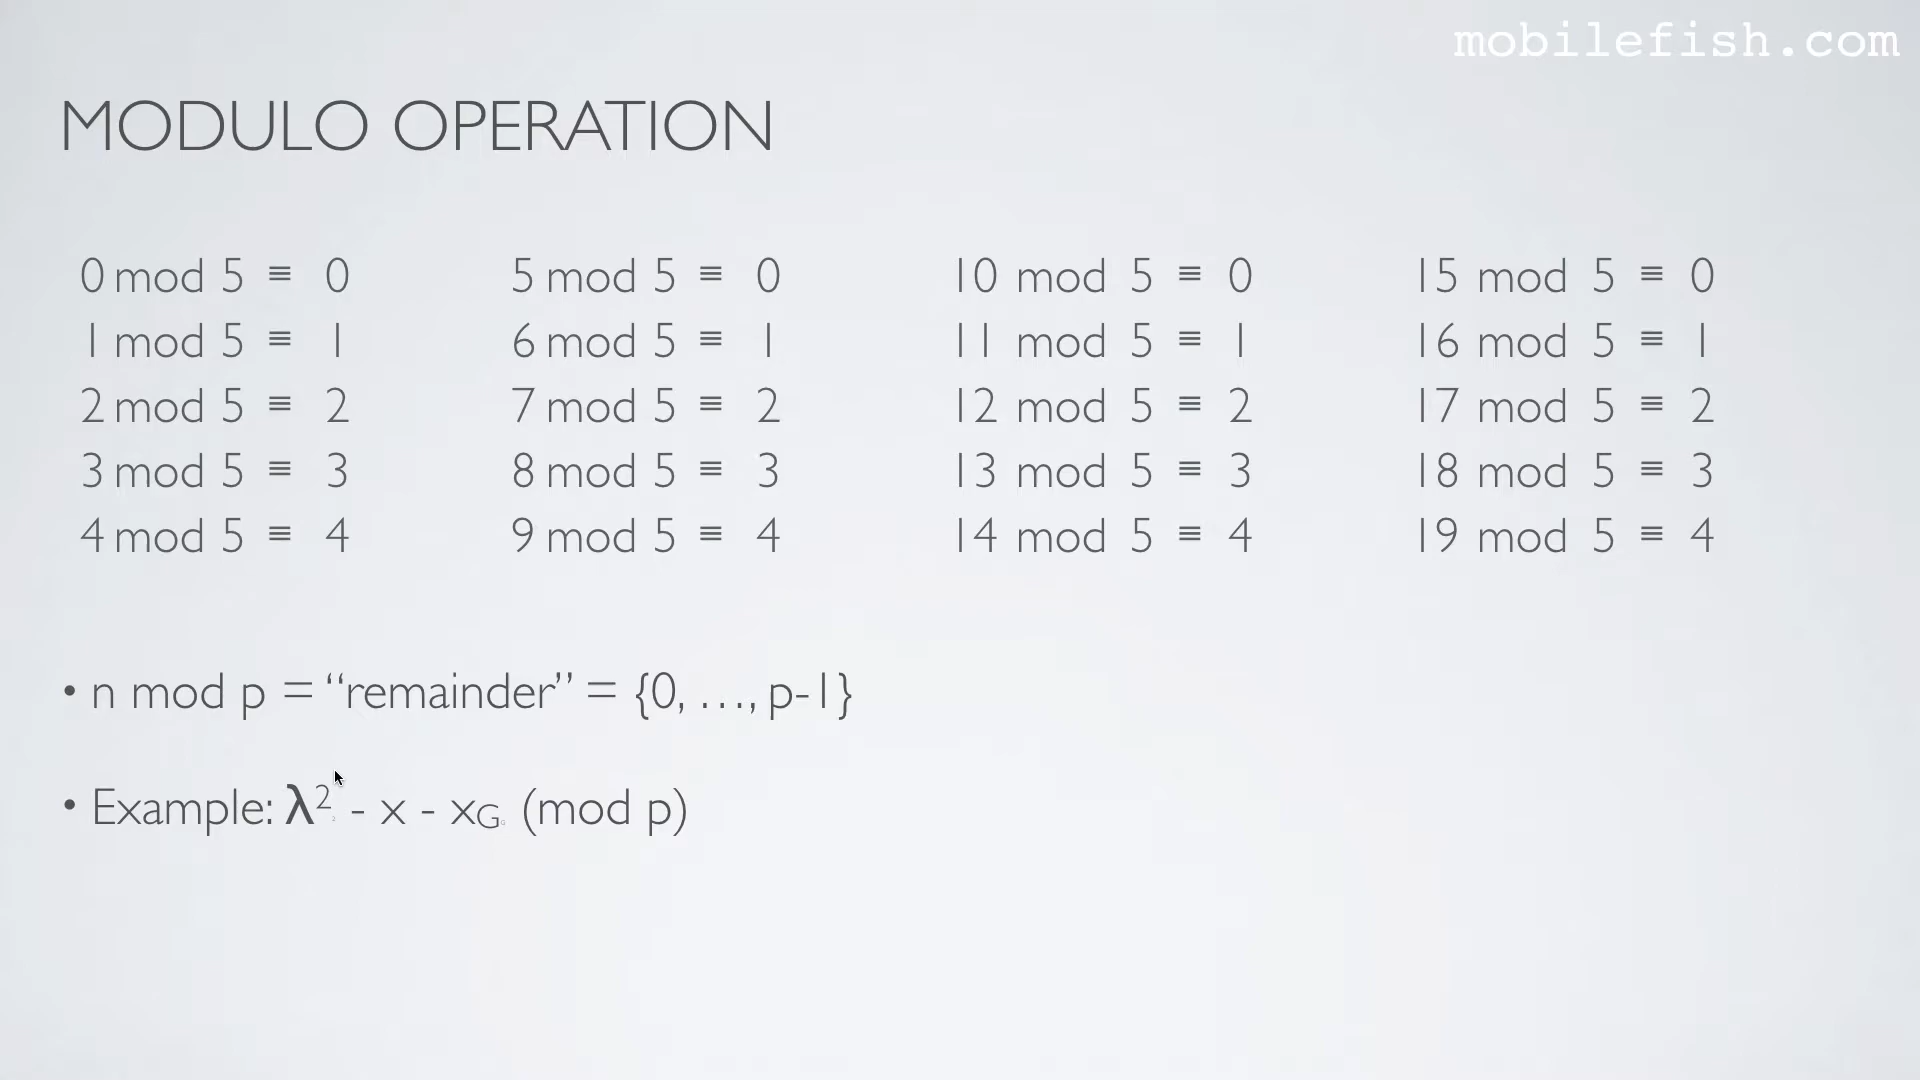 mobilefish.com
MODULO OPERATION
0 mod 5 ≡ 0 5 mod 5 ≡ 0 10 mod 5 ≡ 0 15 mod 5 ≡ 0
1 mod 5 ≡ 1 6 mod 5 ≡ 1 11 mod 5 ≡ 1 16 mod 5 ≡ 1
2 mod 5 ≡ 2 7 mod 5 ≡ 2 12 mod 5 ≡ 2 17 mod 5 ≡ 2
3 mod 5 ≡ 3 8 mod 5 ≡ 3 13 mod 5 ≡ 3 18 mod 5 ≡ 3
4 mod 5 ≡ 4 9 mod 5 ≡ 4 14 mod 5 ≡ 4 19 mod 5 ≡ 4
• n mod p = “remainder” = {0, …, p-1}
• Example: λ² - x - x_G (mod p)